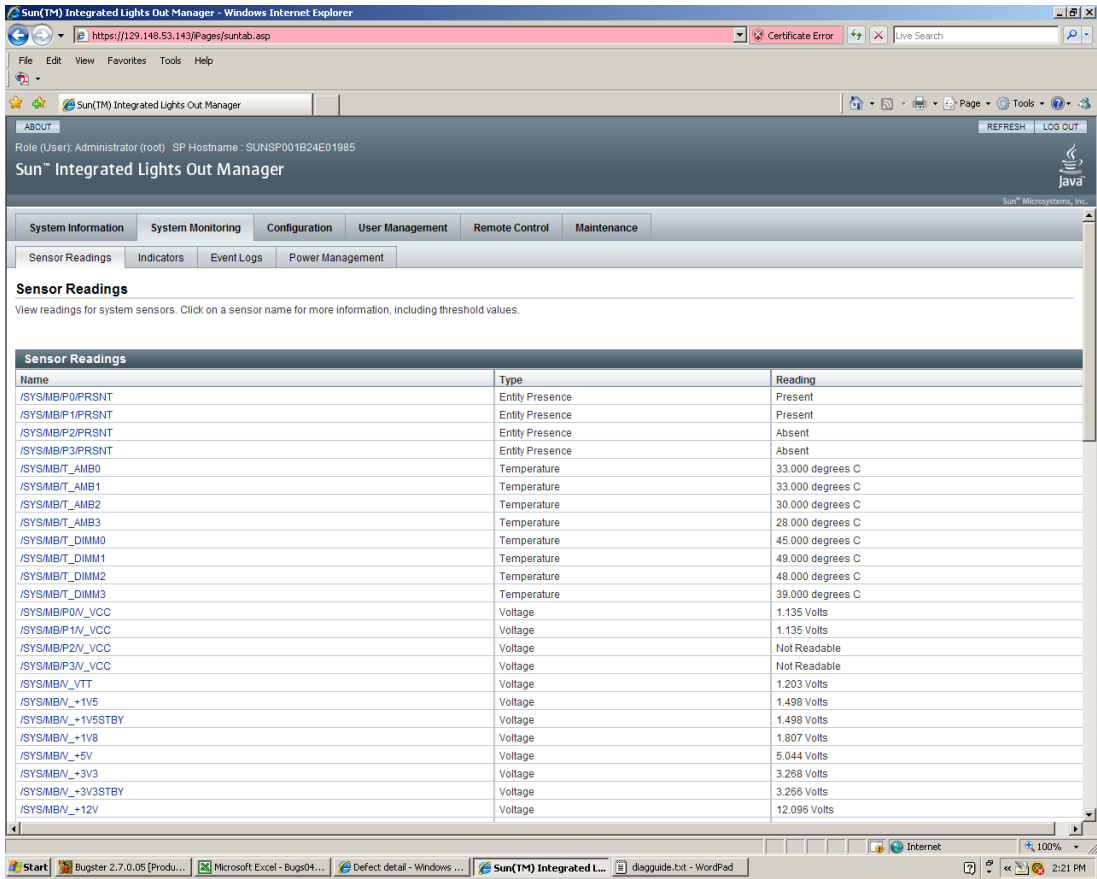 Sun(TM) Integrated Lights Out Manager - Windows Internet Explorer
https://129.148.53.143/iPages/suntab.asp Certificate Error Live Search
File Edit View Favorites Tools Help
Sun(TM) Integrated Lights Out Manager Page Tools
ABOUT REFRESH LOG OUT
Role (User): Administrator (root) SP Hostname : SUNSP001B24E01985
Sun™ Integrated Lights Out Manager
Java™
Sun™ Microsystems, Inc.
System Information System Monitoring Configuration User Management Remote Control Maintenance
Sensor Readings Indicators Event Logs Power Management
Sensor Readings
View readings for system sensors. Click on a sensor name for more information, including threshold values.
Sensor Readings
Name Type Reading
/SYS/MB/P0/PRSNT Entity Presence Present
/SYS/MB/P1/PRSNT Entity Presence Present
/SYS/MB/P2/PRSNT Entity Presence Absent
/SYS/MB/P3/PRSNT Entity Presence Absent
/SYS/MB/T_AMB0 Temperature 33.000 degrees C
/SYS/MB/T_AMB1 Temperature 33.000 degrees C
/SYS/MB/T_AMB2 Temperature 30.000 degrees C
/SYS/MB/T_AMB3 Temperature 28.000 degrees C
/SYS/MB/T_DIMM0 Temperature 45.000 degrees C
/SYS/MB/T_DIMM1 Temperature 49.000 degrees C
/SYS/MB/T_DIMM2 Temperature 48.000 degrees C
/SYS/MB/T_DIMM3 Temperature 39.000 degrees C
/SYS/MB/P0/V_VCC Voltage 1.135 Volts
/SYS/MB/P1/V_VCC Voltage 1.135 Volts
/SYS/MB/P2/V_VCC Voltage Not Readable
/SYS/MB/P3/V_VCC Voltage Not Readable
/SYS/MB/V_VTT Voltage 1.203 Volts
/SYS/MB/V_+1V5 Voltage 1.498 Volts
/SYS/MB/V_+1V5STBY Voltage 1.498 Volts
/SYS/MB/V_+1V8 Voltage 1.807 Volts
/SYS/MB/V_+5V Voltage 5.044 Volts
/SYS/MB/V_+3V3 Voltage 3.268 Volts
/SYS/MB/V_+3V3STBY Voltage 3.266 Volts
/SYS/MB/V_+12V Voltage 12.096 Volts
Internet 100%
Start Bugster 2.7.0.05 [Produ... Microsoft Excel - Bugs04... Defect detail - Windows ... Sun(TM) Integrated L... diagguide.txt - WordPad 2:21 PM